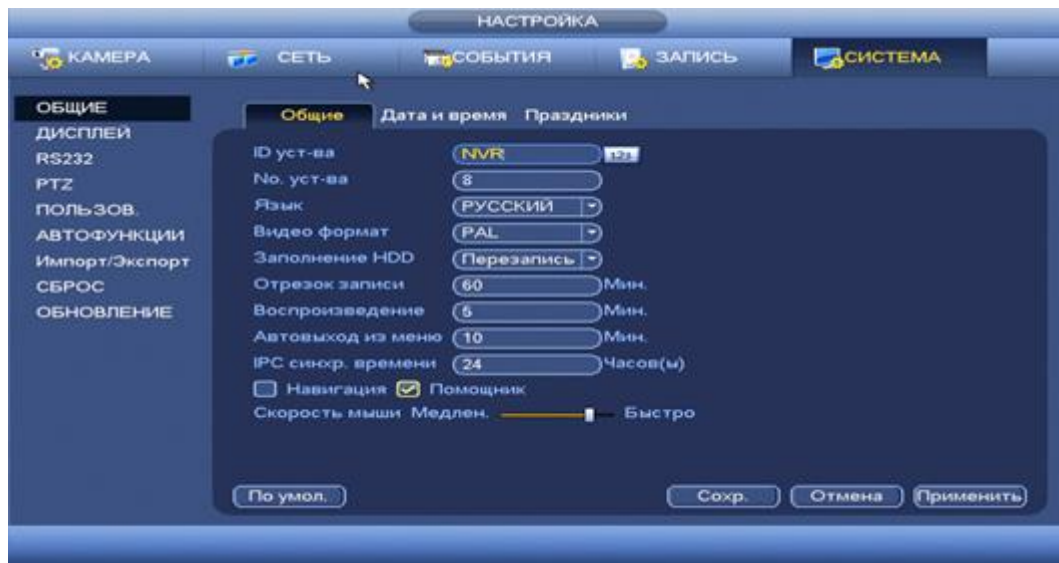 НАСТРОЙКА
КАМЕРА СЕТЬ СОБЫТИЯ ЗАПИСЬ СИСТЕМА
ОБЩИЕ
ДИСПЛЕЙ
RS232
PTZ
ПОЛЬЗОВ.
АВТОФУНКЦИИ
Импорт/Экспорт
СБРОС
ОБНОВЛЕНИЕ
Общие Дата и время Праздники
ID уст-ва NVR 123
No. уст-ва 8
Язык РУССКИЙ
Видео формат PAL
Заполнение HDD Перезапись
Отрезок записи 60 Мин.
Воспроизведение 5 Мин.
Автовыход из меню 10 Мин.
IPC синхр. времени 24 Часов(ы)
Навигация Помощник
Скорость мыши Медлен. Быстро
По умол. Сохр. Отмена Применить